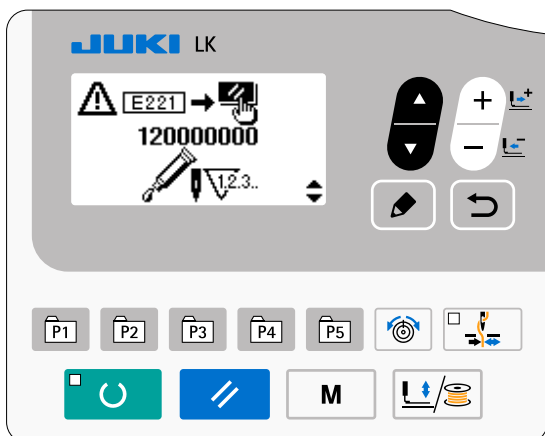 JUKI LK
E221
120000000
1.2.3..
+
−
P1 P2 P3 P4 P5
M